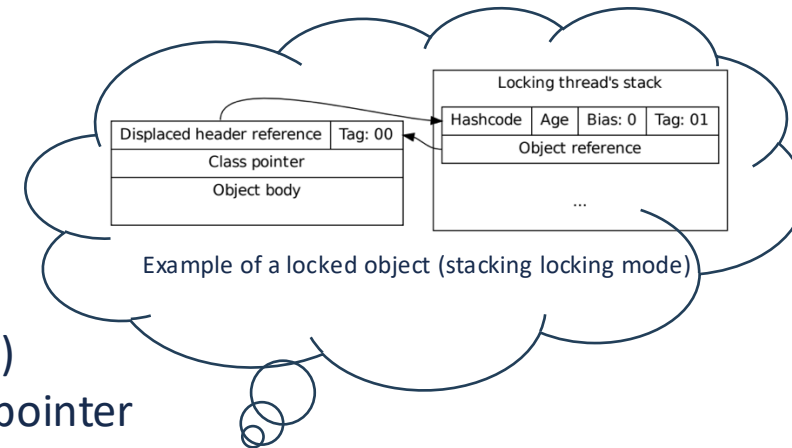 Locking thread's stack
Displaced header reference Tag: 00
Class pointer
Object body
Hashcode Age Bias: 0 Tag: 01
Object reference
...
Example of a locked object (stacking locking mode)
)
pointer